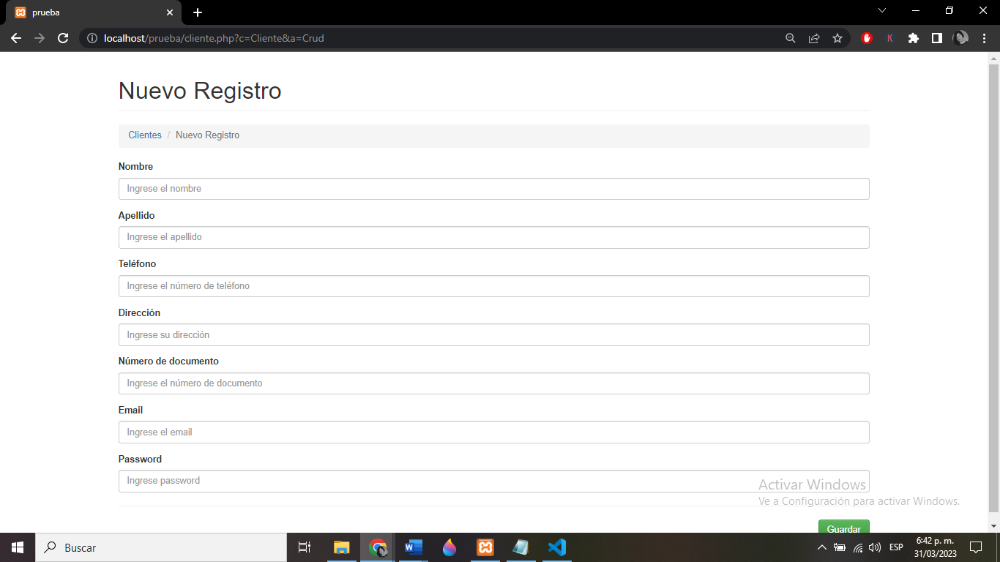 prueba
localhost/prueba/cliente.php?c=Cliente&a=Crud
K
Nuevo Registro
Clientes / Nuevo Registro
Nombre
Ingrese el nombre
Apellido
Ingrese el apellido
Teléfono
Ingrese el número de teléfono
Dirección
Ingrese su dirección
Número de documento
Ingrese el número de documento
Email
Ingrese el email
Password
Ingrese password
Activar Windows
Ve a Configuración para activar Windows.
Guardar
Buscar
ESP
6:42 p. m.
31/03/2023